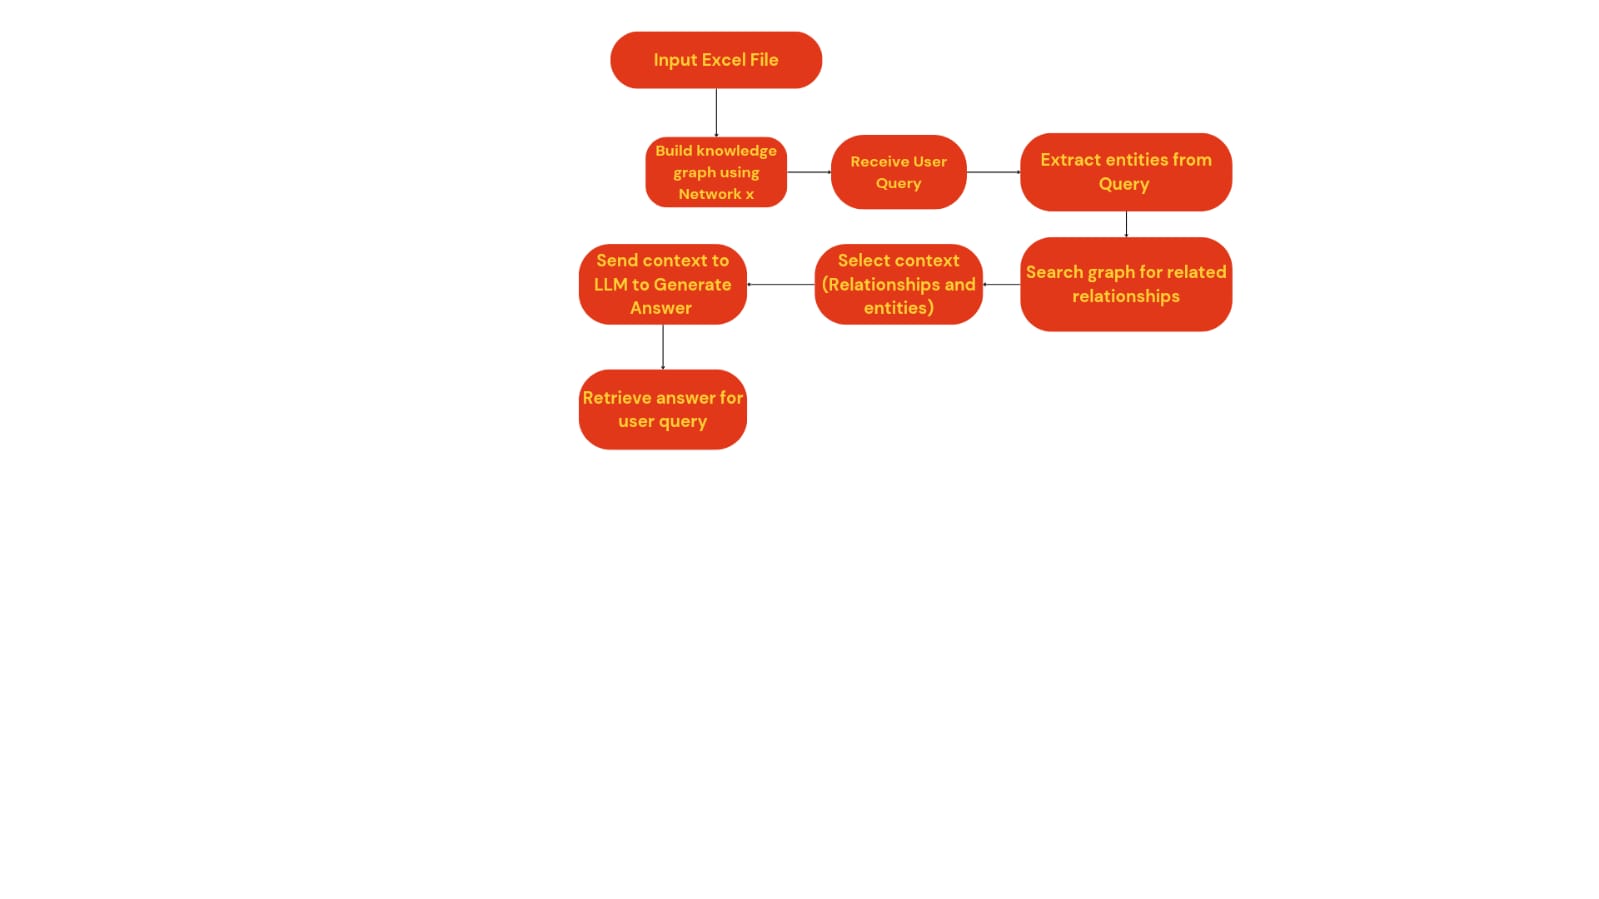 Input Excel File
Build knowledge
graph using
Network x
Receive User
Query
Extract entities from
Query
Search graph for related
relationships
Select context
(Relationships and
entities)
Send context to
LLM to Generate
Answer
Retrieve answer for
user query